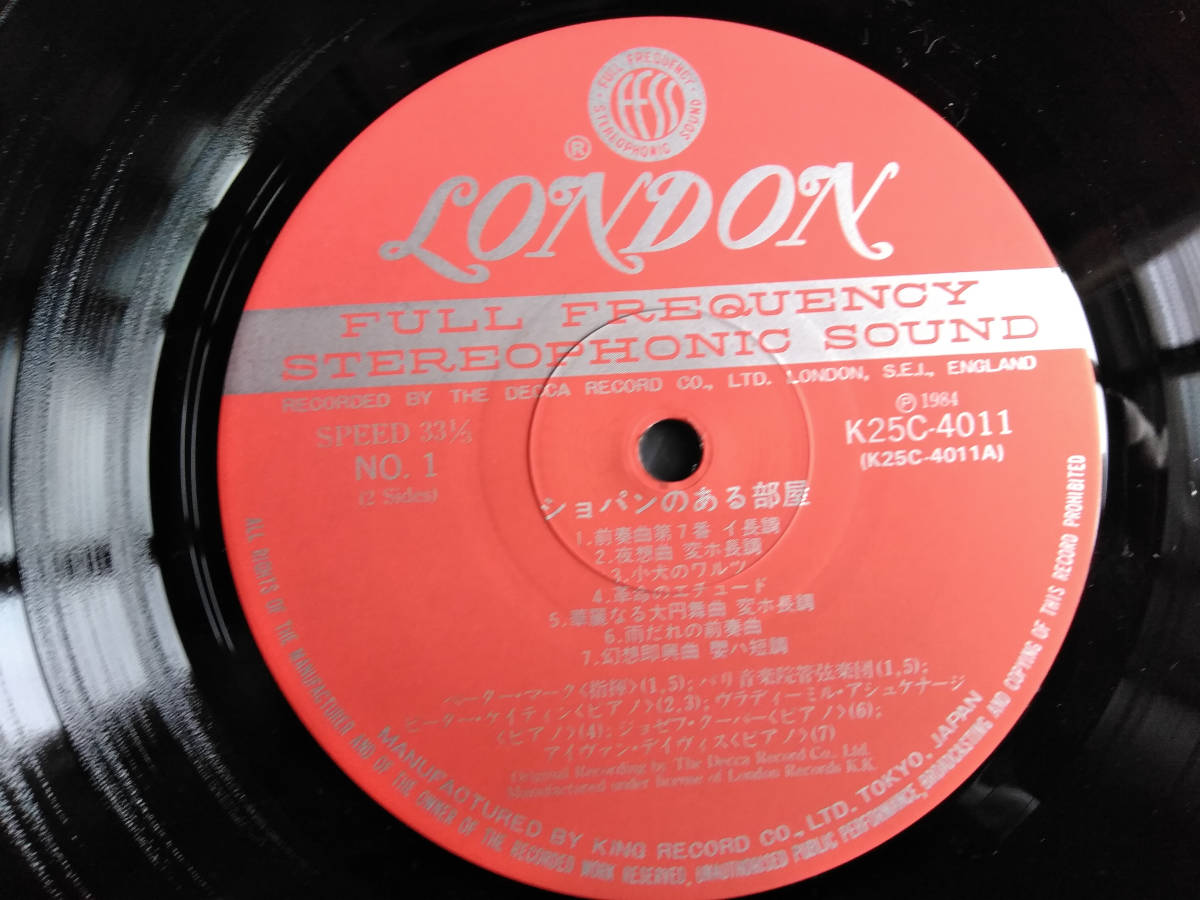 FULL FREQUENCY STEREOPHONIC SOUND
ffss
®
LONDON
FULL FREQUENCY
STEREOPHONIC SOUND
RECORDED BY THE DECCA RECORD CO., LTD. LONDON, S.E.I., ENGLAND
SPEED 33⅓
NO. 1
(2 Sides)
Ⓟ 1984
K25C-4011
(K25C-4011A)
ショパンのある部屋
1.前奏曲第7番 イ長調
2.夜想曲 変ホ長調
3.小犬のワルツ
4.革命のエチュード
5.華麗なる大円舞曲 変ホ長調
6.雨だれの前奏曲
7.幻想即興曲 嬰ハ短調
ペーター・マーク〈指揮〉(1,5); パリ音楽院管弦楽団(1,5);
ピーター・ケイティン〈ピアノ〉(2,3); ヴラディーミル・アシュケナージ
〈ピアノ〉(4); ジョゼフ・クーパー〈ピアノ〉(6);
アイヴァン・デイヴィス〈ピアノ〉(7)
Original Recording by The Decca Record Co., Ltd.
Manufactured under license of London Records K.K.
MANUFACTURED BY KING RECORD CO., LTD. TOKYO, JAPAN
ALL RIGHTS OF THE MANUFACTURER AND OF THE OWNER OF THE RECORDED WORK RESERVED, UNAUTHORISED PUBLIC PERFORMANCE, BROADCASTING AND COPYING OF THIS RECORD PROHIBITED